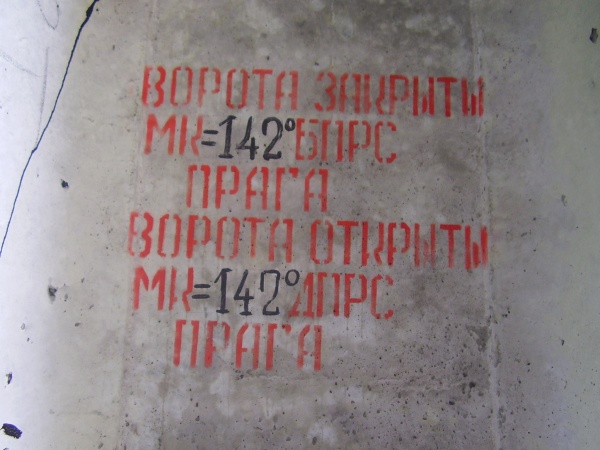 ВОРОТА ЗАКРЫТЫ
МК=142° БПРС
ПРАГА
ВОРОТА ОТКРЫТЫ
МК=142° ДПРС
ПРАГА